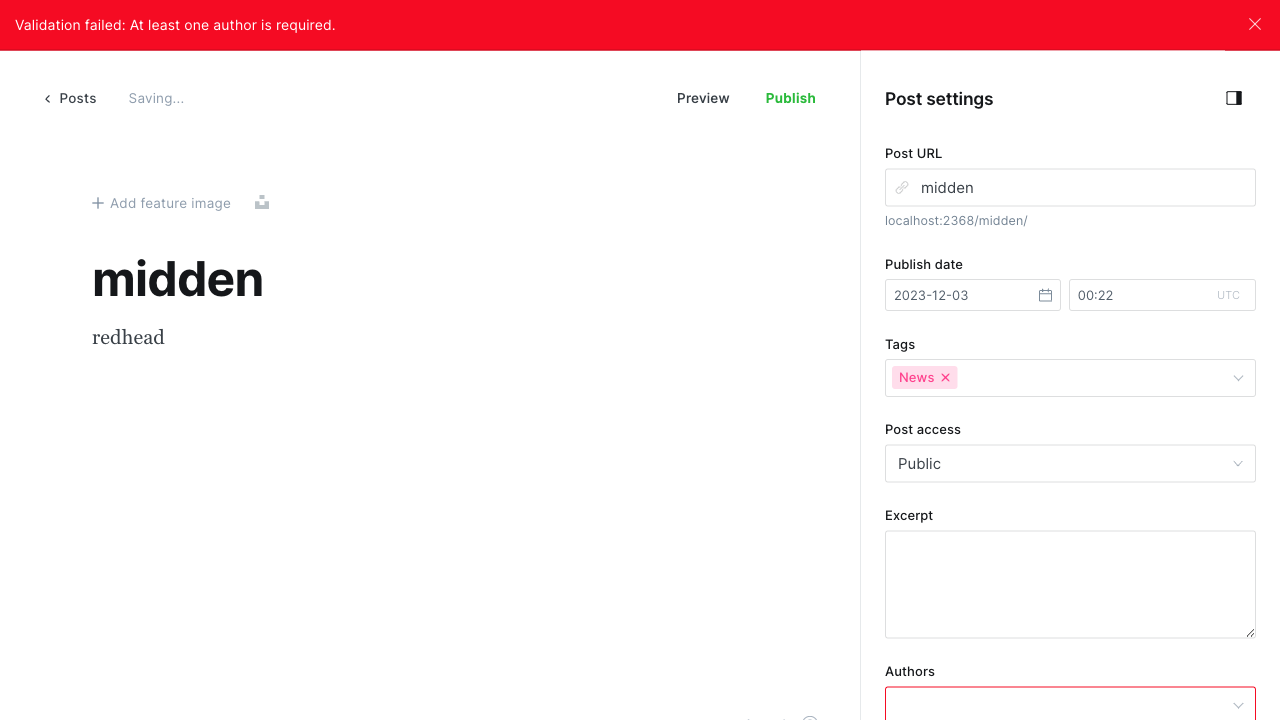 Validation failed: At least one author is required.
Posts
Saving...
Preview
Publish
Post settings
Add feature image
midden
redhead
Post URL
midden
localhost:2368/midden/
Publish date
2023-12-03
00:22
UTC
Tags
News
Post access
Public
Excerpt
Authors